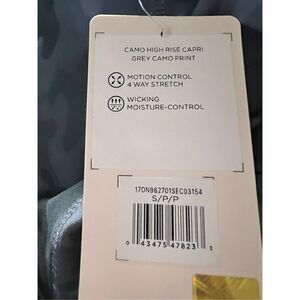 CAMO HIGH RISE CAPRI
GREY CAMO PRINT
MOTION CONTROL
4 WAY STRETCH
WICKING
MOISTURE-CONTROL
17DN962701SEC03154
S/P/P
0 43475 47823 3